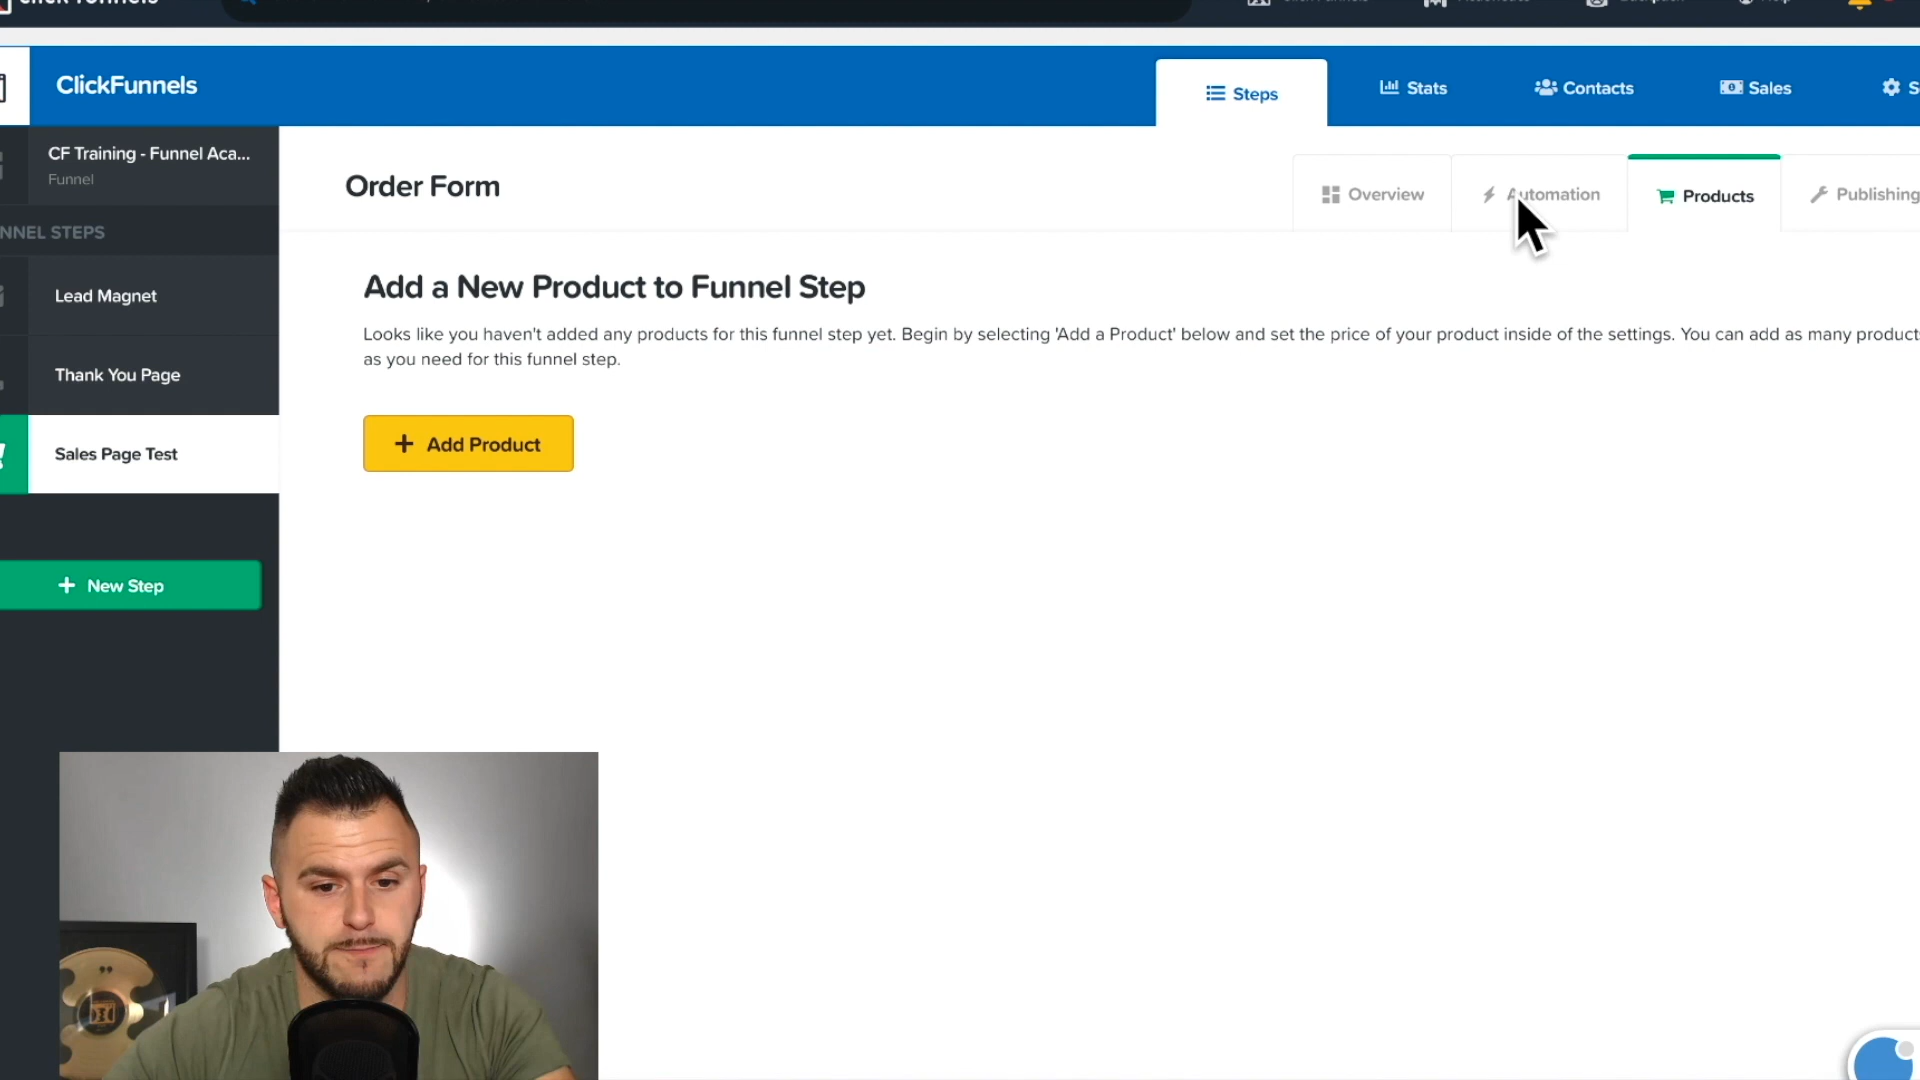 ClickFunnels
Steps
Stats
Contacts
Sales
CF Training - Funnel Aca...
Funnel
Order Form
Overview
Automation
Products
Publishing
NNEL STEPS
Lead Magnet
Thank You Page
Sales Page Test
+ New Step
Add a New Product to Funnel Step
Looks like you haven't added any products for this funnel step yet. Begin by selecting 'Add a Product' below and set the price of your product inside of the settings. You can add as many products
as you need for this funnel step.
+ Add Product